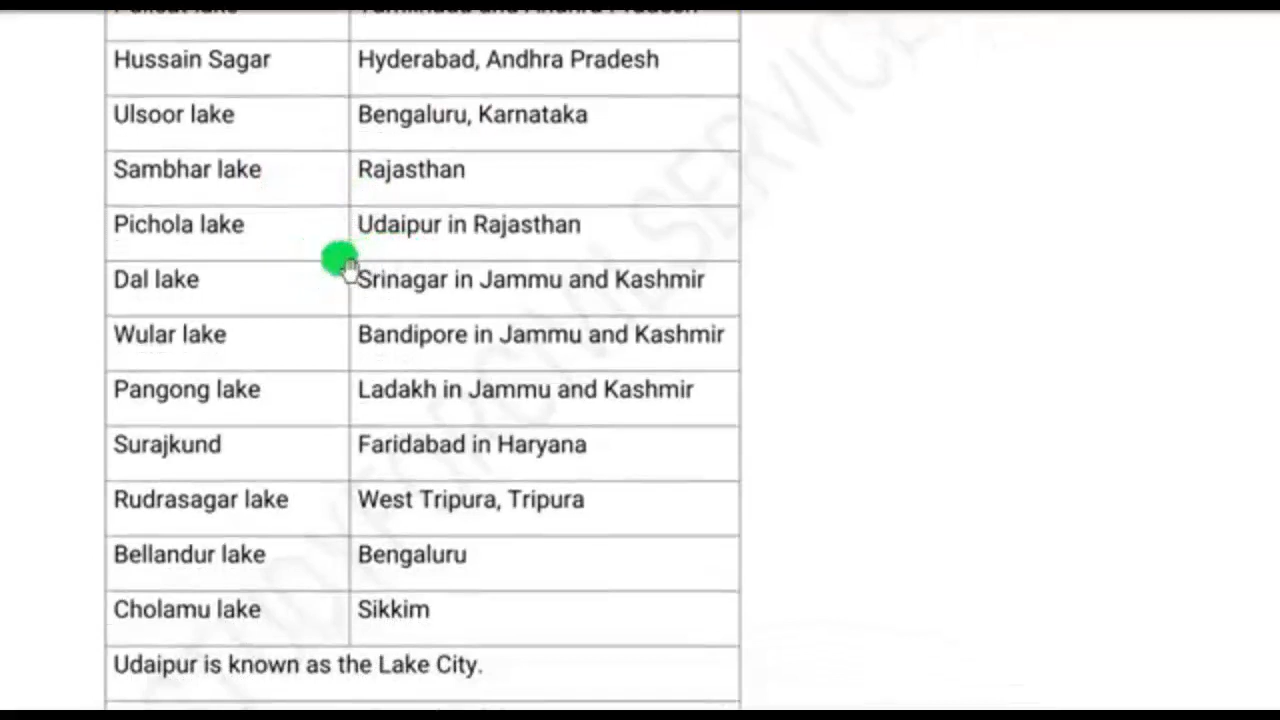 Hussain Sagar Hyderabad, Andhra Pradesh
Ulsoor lake Bengaluru, Karnataka
Sambhar lake Rajasthan
Pichola lake Udaipur in Rajasthan
Dal lake Srinagar in Jammu and Kashmir
Wular lake Bandipore in Jammu and Kashmir
Pangong lake Ladakh in Jammu and Kashmir
Surajkund Faridabad in Haryana
Rudrasagar lake West Tripura, Tripura
Bellandur lake Bengaluru
Cholamu lake Sikkim
Udaipur is known as the Lake City.